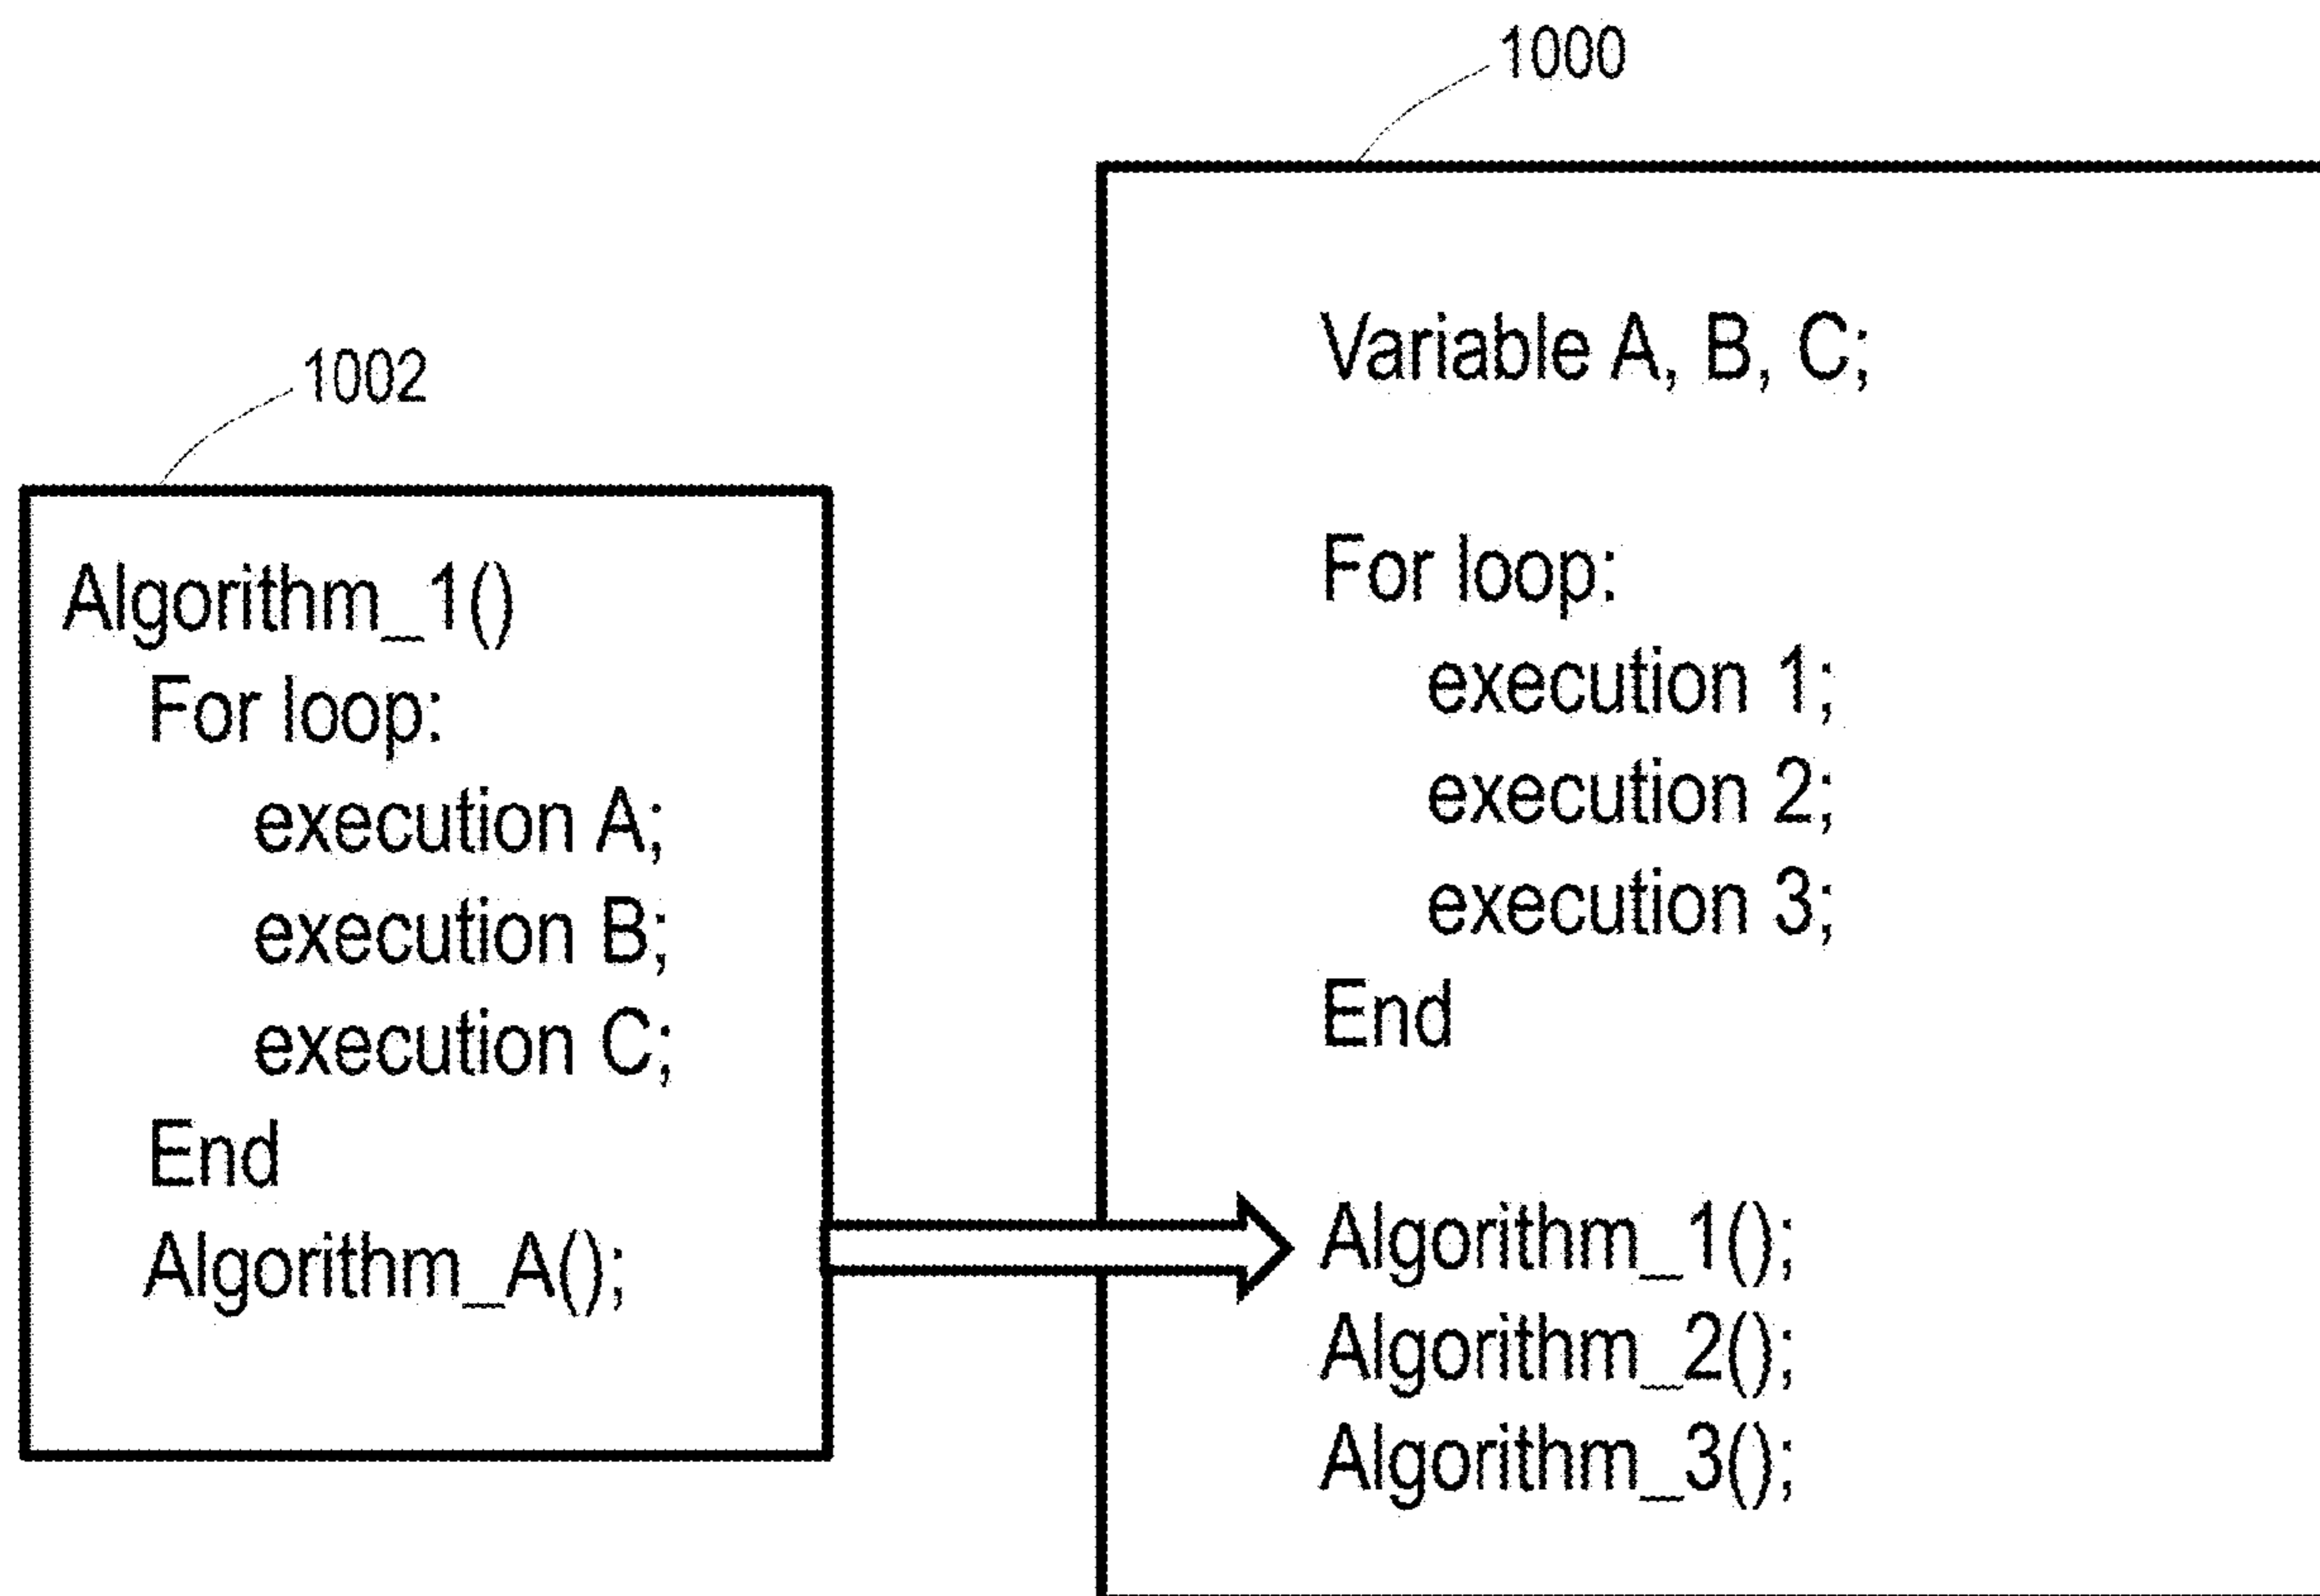 1000
Variable A, B, C;
For loop:
execution 1;
execution 2;
execution 3;
End
Algorithm_1();
Algorithm_2();
Algorithm_3();
1002
Algorithm_1()
For loop:
execution A;
execution B;
execution C;
End
Algorithm_A();